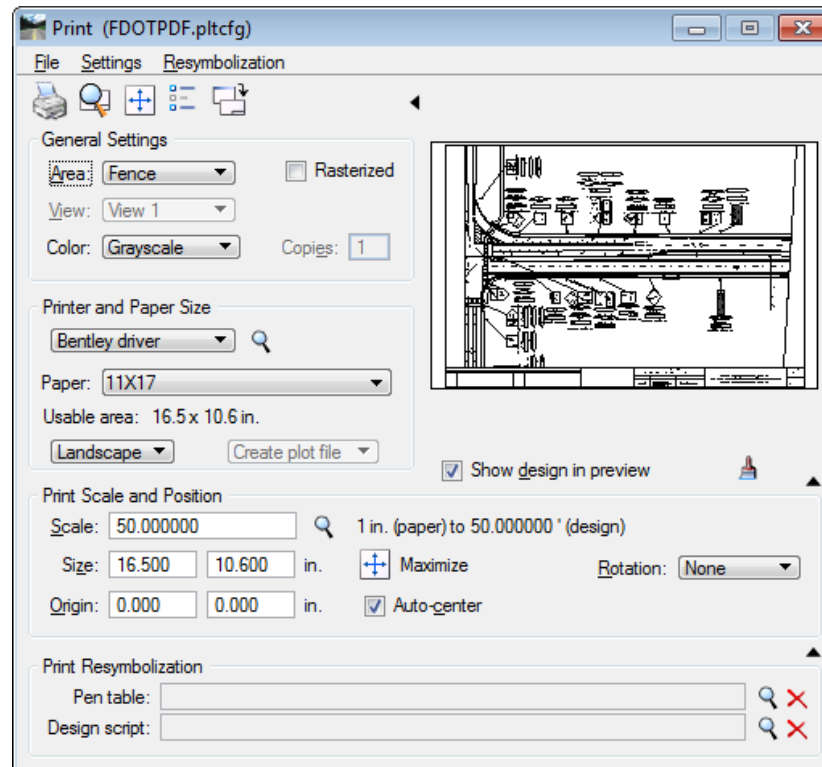 Print (FDOTPDF.pltcfg)
File Settings Resymbolization
General Settings
Area: Fence Rasterized
View: View 1
Color: Grayscale Copies: 1
Printer and Paper Size
Bentley driver
Paper: 11X17
Usable area: 16.5 x 10.6 in.
Landscape Create plot file
Show design in preview
Print Scale and Position
Scale: 50.000000 1 in. (paper) to 50.000000 ' (design)
Size: 16.500 10.600 in. Maximize Rotation: None
Origin: 0.000 0.000 in. Auto-center
Print Resymbolization
Pen table:
Design script: